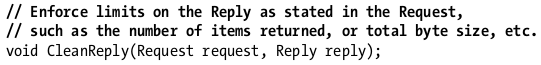 // Enforce limits on the Reply as stated in the Request,
// such as the number of items returned, or total byte size, etc.
void CleanReply(Request request, Reply reply);